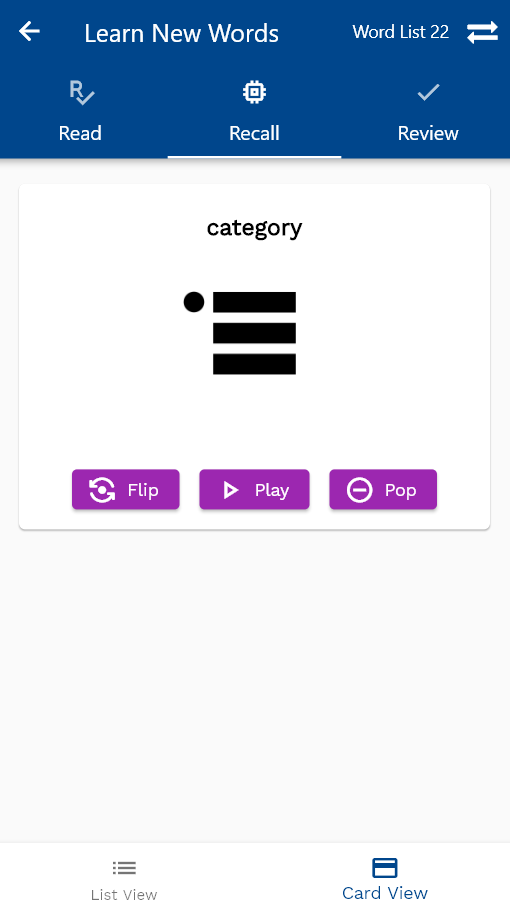 Learn New Words
Word List 22
Read
Recall
Review
category
Flip
Play
Pop
List View
Card View